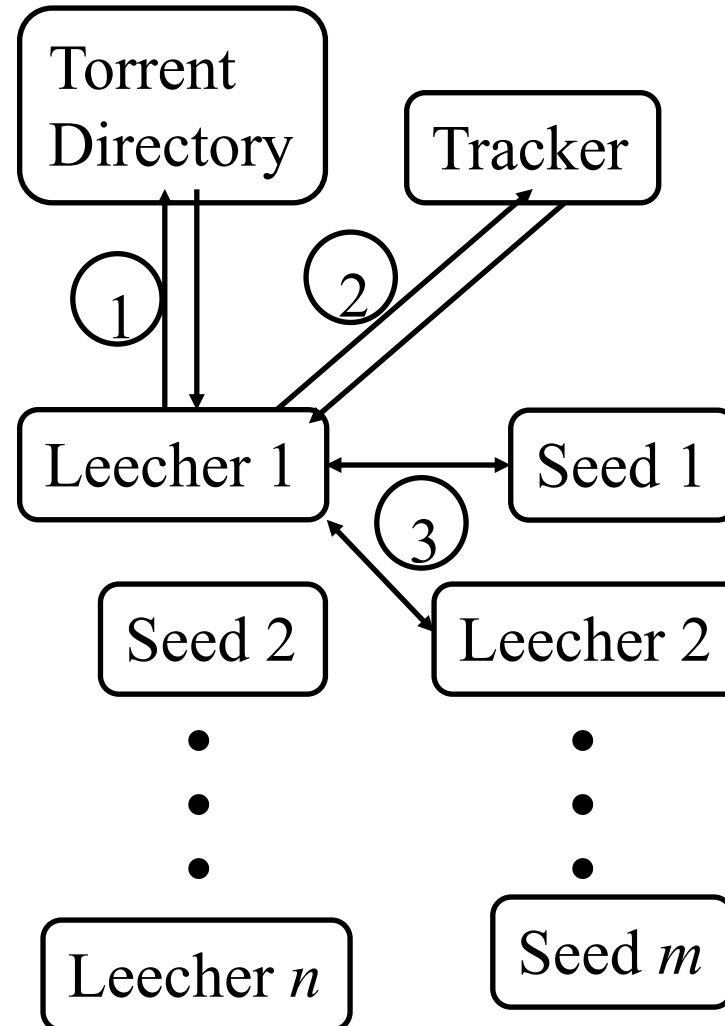 Torrent
Directory
Tracker
1
2
Leecher 1
Seed 1
3
Seed 2
Leecher 2
Leecher n
Seed m